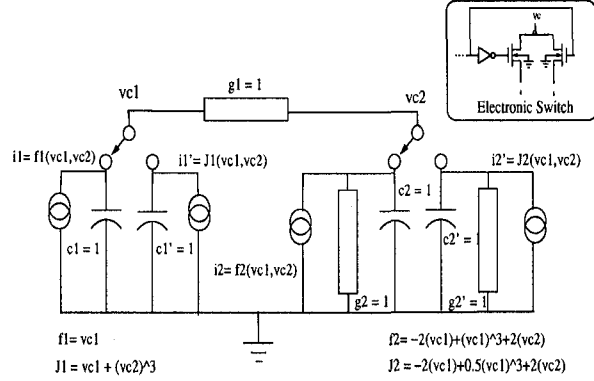 vc
Electronic Switch
g1 = 1
vc1
vc2
i1= f1(vc1,vc2)
i1'= J1(vc1,vc2)
i2'= J2(vc1,vc2)
c2 = 1
c1 = 1
c1' = 1
c2' = 1
i2= f2(vc1,vc2)
g2 = 1
g2' = 1
f1= vc1
f2= -2(vc1)+(vc1)^3+2(vc2)
J1 = vc1 + (vc2)^3
J2 = -2(vc1)+0.5(vc1)^3+2(vc2)